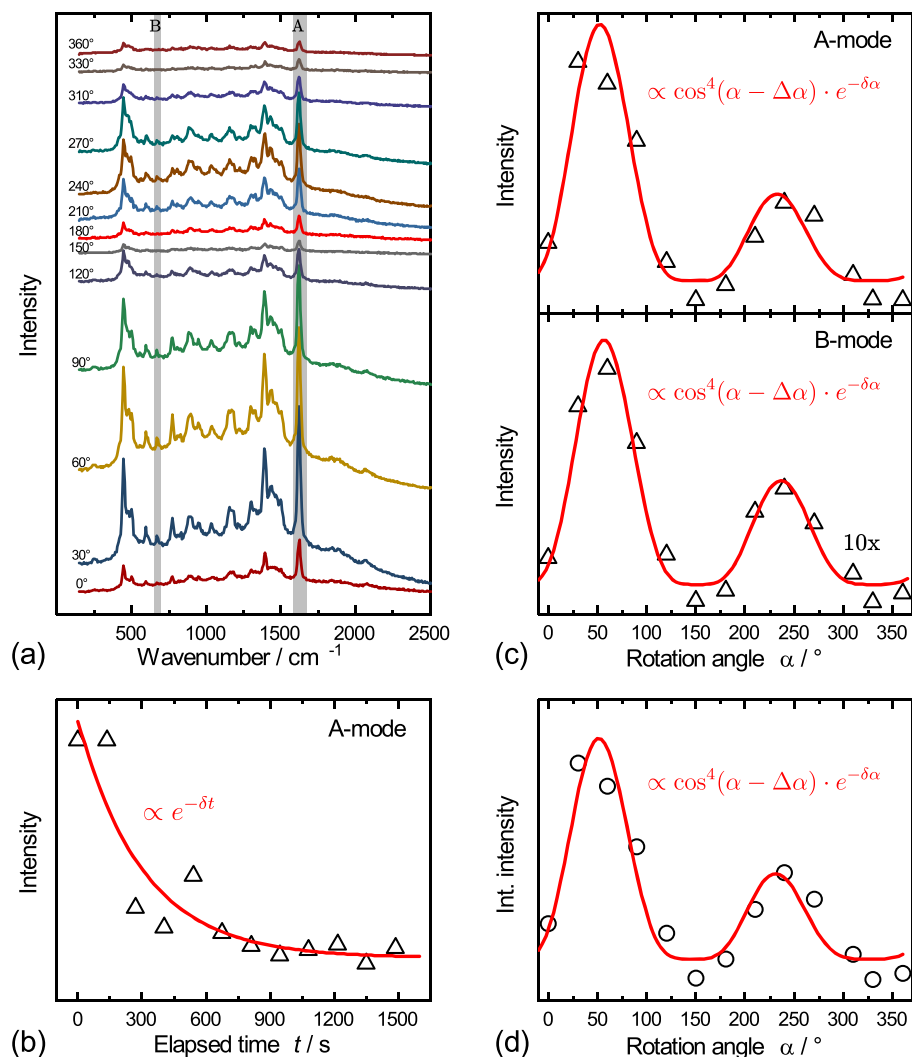 B
A
360°
330°
310°
270°
240°
210°
180°
150°
120°
90°
60°
30°
0°
Intensity
500
1000
1500
2000
2500
(a)
Wavenumber / cm -1
A-mode
∝ cos⁴(α − Δα) · e^{−δα}
Intensity
B-mode
∝ cos⁴(α − Δα) · e^{−δα}
10x
Intensity
0
50
100
150
200
250
300
350
(c)
Rotation angle α / °
A-mode
∝ e^{−δt}
Intensity
0
300
600
900
1200
1500
(b)
Elapsed time t / s
∝ cos⁴(α − Δα) · e^{−δα}
Int. intensity
0
50
100
150
200
250
300
350
(d)
Rotation angle α / °